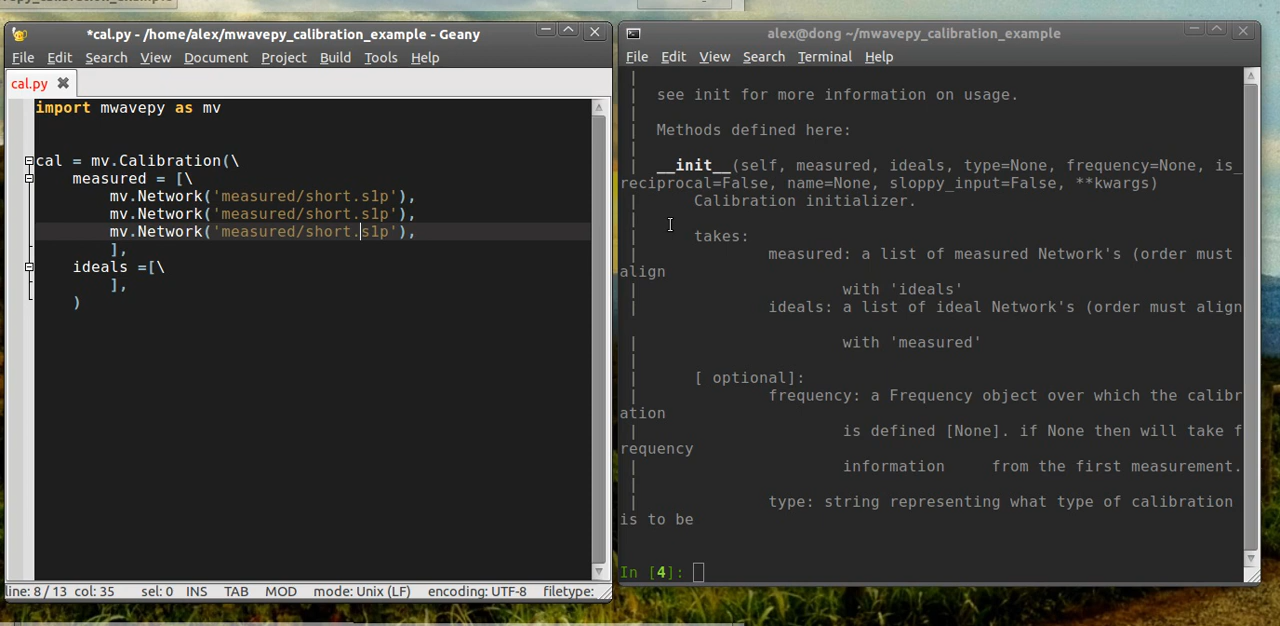 *cal.py - /home/alex/mwavepy_calibration_example - Geany
File Edit Search View Document Project Build Tools Help
cal.py
import mwavepy as mv
cal = mv.Calibration(\
measured = [\
mv.Network('measured/short.s1p'),
mv.Network('measured/short.s1p'),
mv.Network('measured/short.s1p'),
],
ideals =[\
],
)
line: 8 / 13 col: 35 sel: 0 INS TAB MOD mode: Unix (LF) encoding: UTF-8 filetype:
alex@dong ~/mwavepy_calibration_example
File Edit View Search Terminal Help
|
| see init for more information on usage.
|
| Methods defined here:
|
| __init__(self, measured, ideals, type=None, frequency=None, is_
reciprocal=False, name=None, sloppy_input=False, **kwargs)
| Calibration initializer.
|
| takes:
| measured: a list of measured Network's (order must
align
| with 'ideals'
| ideals: a list of ideal Network's (order must align
| with 'measured'
|
| [ optional]:
| frequency: a Frequency object over which the calibr
ation
| is defined [None]. if None then will take f
requency
| information from the first measurement.
|
| type: string representing what type of calibration
is to be
In [4]: